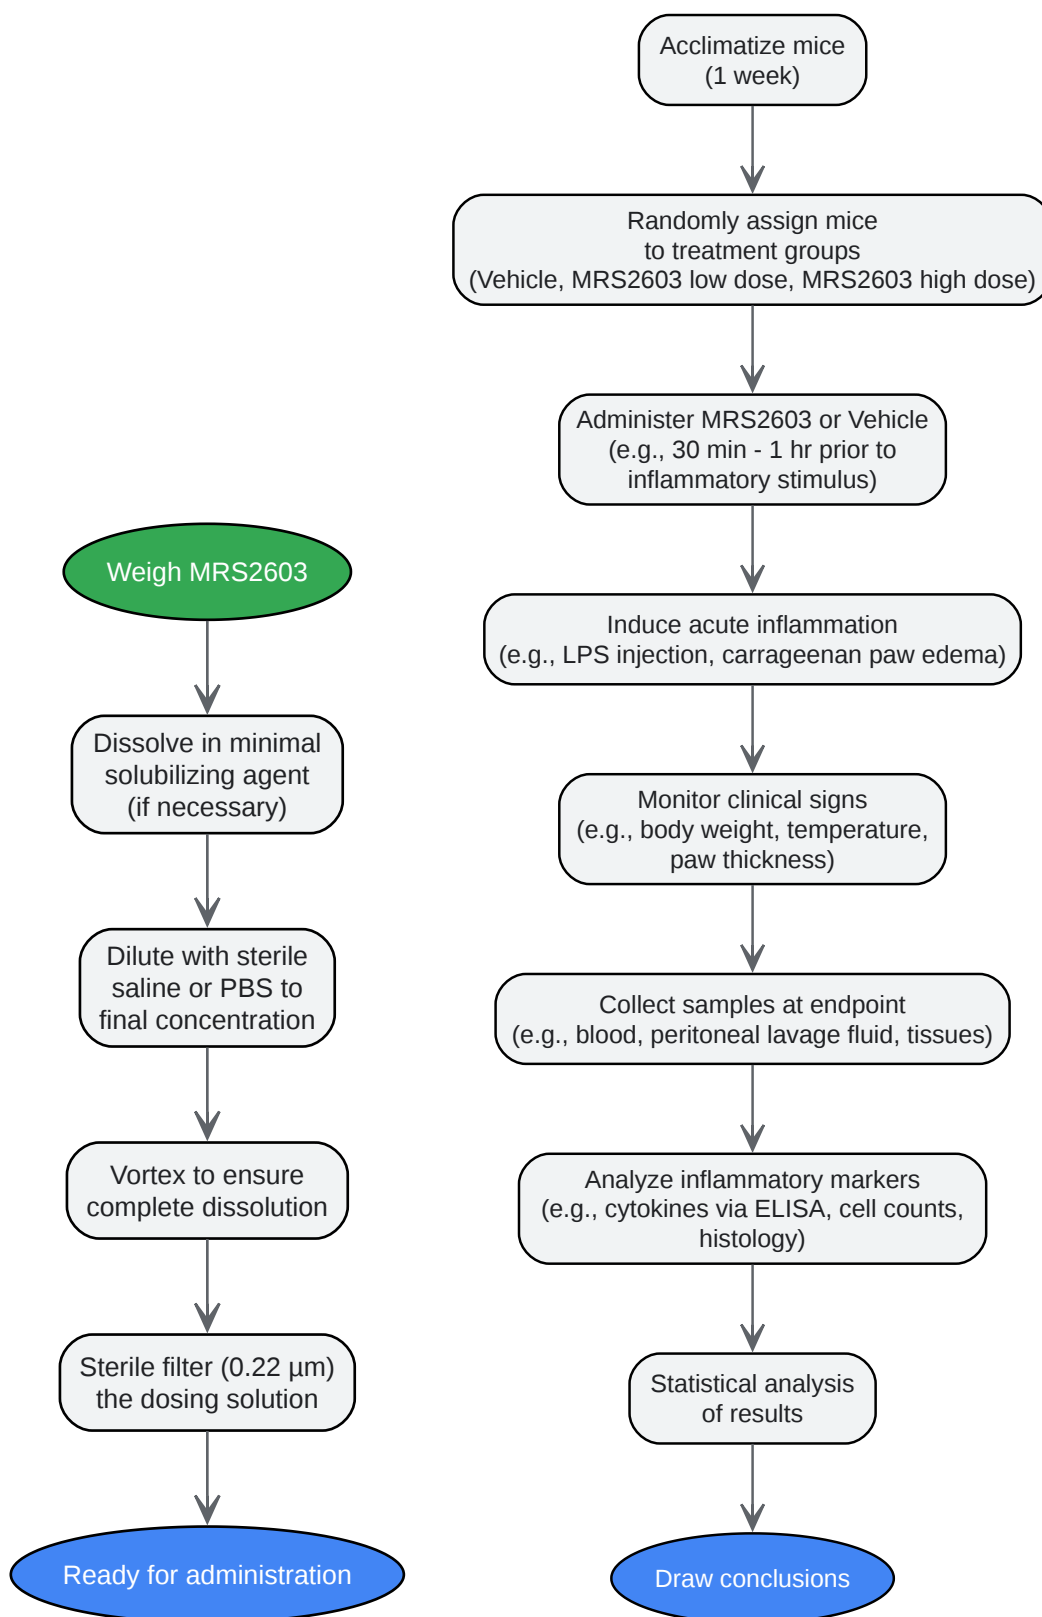 Weigh MRS2603
Dissolve in minimal
solubilizing agent
(if necessary)
Dilute with sterile
saline or PBS to
final concentration
Vortex to ensure
complete dissolution
Sterile filter (0.22 µm)
the dosing solution
Ready for administration
Acclimatize mice
(1 week)
Randomly assign mice
to treatment groups
(Vehicle, MRS2603 low dose, MRS2603 high dose)
Administer MRS2603 or Vehicle
(e.g., 30 min - 1 hr prior to
inflammatory stimulus)
Induce acute inflammation
(e.g., LPS injection, carrageenan paw edema)
Monitor clinical signs
(e.g., body weight, temperature,
paw thickness)
Collect samples at endpoint
(e.g., blood, peritoneal lavage fluid, tissues)
Analyze inflammatory markers
(e.g., cytokines via ELISA, cell counts,
histology)
Statistical analysis
of results
Draw conclusions